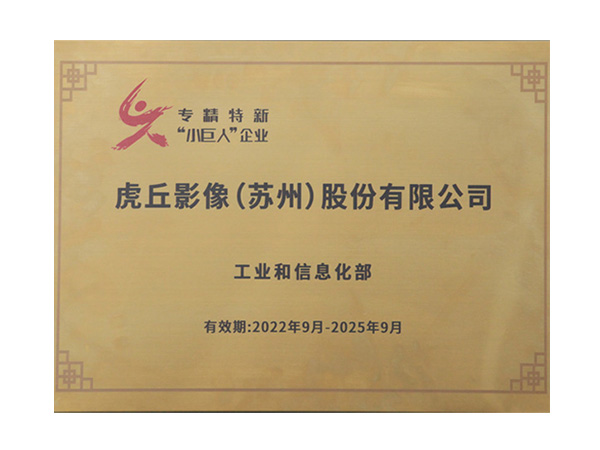 专精特新
“小巨人”企业
虎丘影像（苏州）股份有限公司
工业和信息化部
有效期:2022年9月-2025年9月